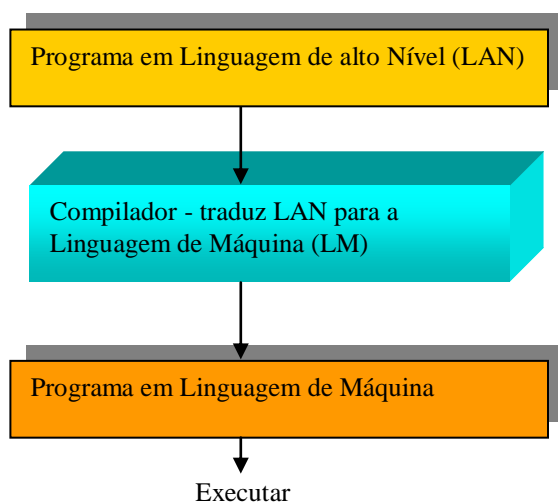 Programa em Linguagem de alto Nível (LAN)
Compilador - traduz LAN para a
Linguagem de Máquina (LM)
Programa em Linguagem de Máquina
Executar